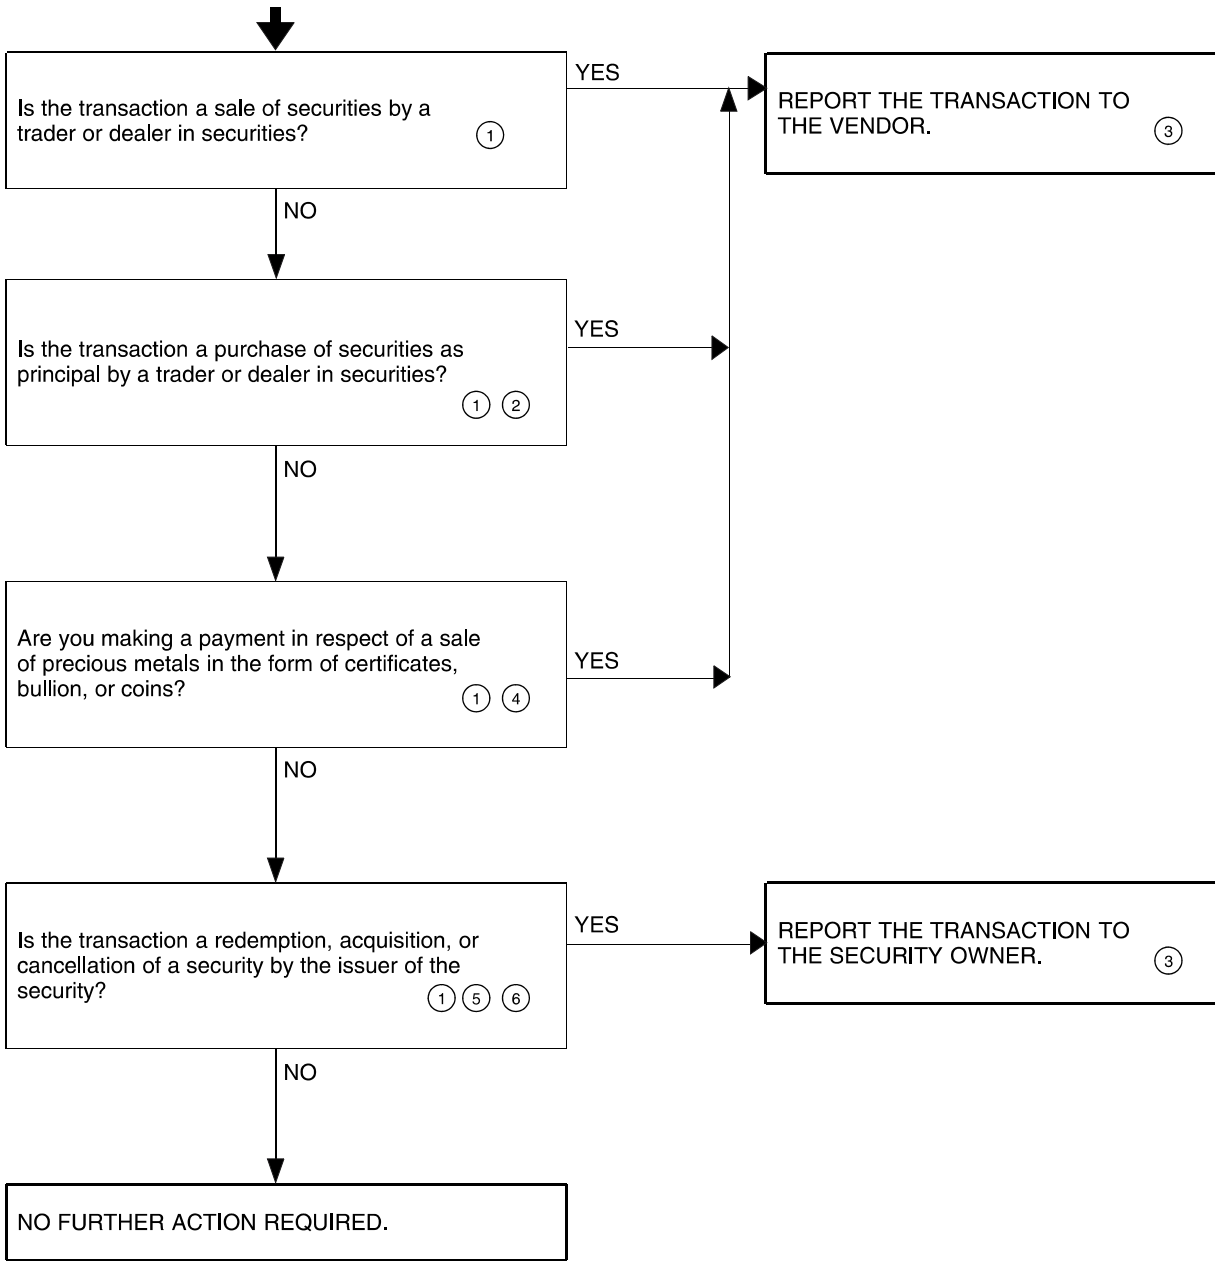 Is the transaction a sale of securities by a
trader or dealer in securities?
1
YES
REPORT THE TRANSACTION TO
THE VENDOR.
3
NO
Is the transaction a purchase of securities as
principal by a trader or dealer in securities?
1 2
YES
NO
Are you making a payment in respect of a sale
of precious metals in the form of certificates,
bullion, or coins?
1 4
YES
NO
Is the transaction a redemption, acquisition, or
cancellation of a security by the issuer of the
security?
1 5 6
YES
REPORT THE TRANSACTION TO
THE SECURITY OWNER.
3
NO
NO FURTHER ACTION REQUIRED.